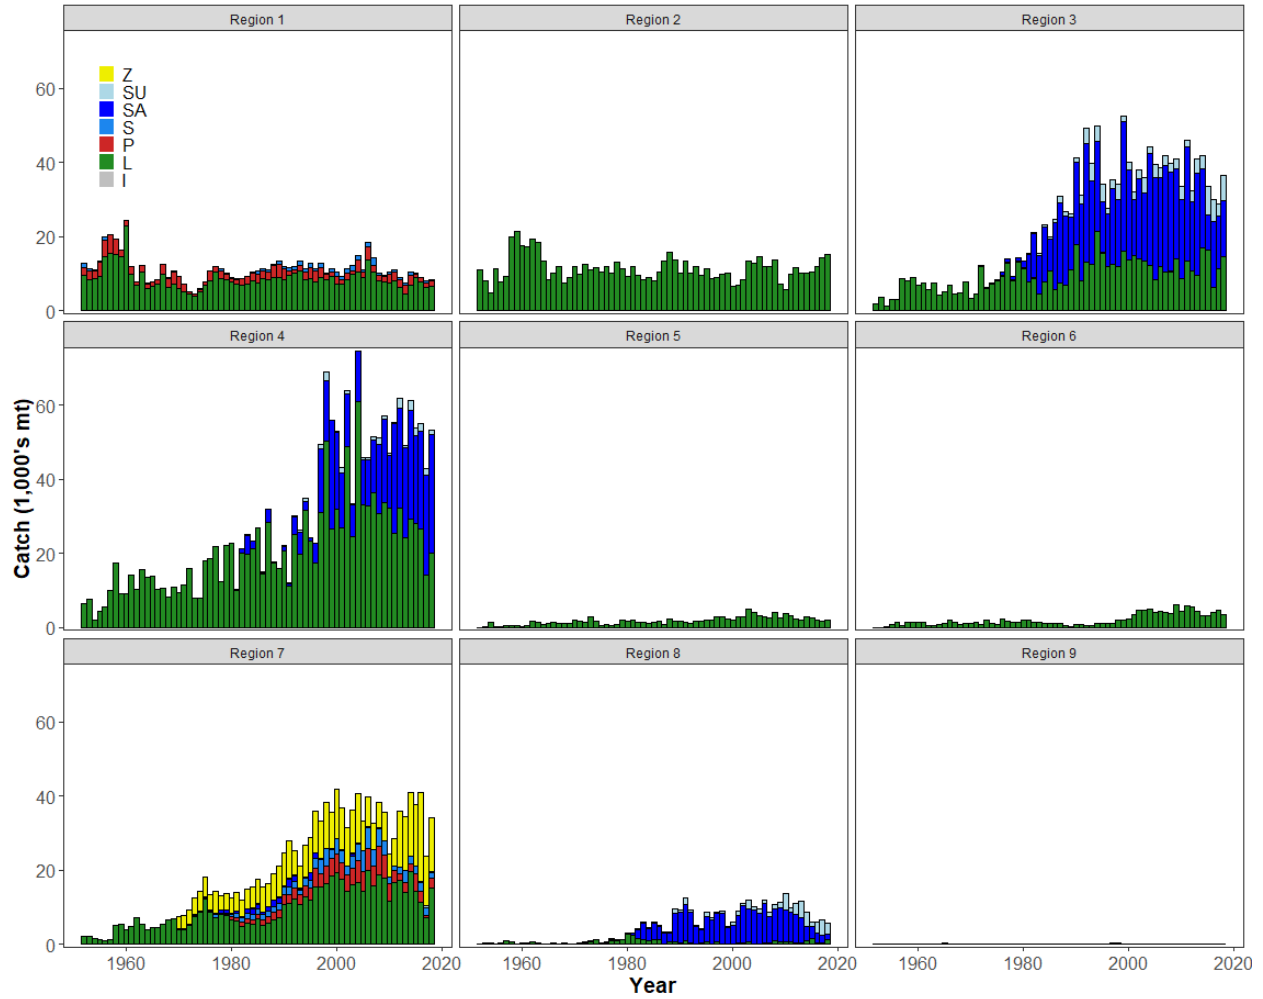 Region 1
Region 2
Region 3
Z
SU
SA
S
P
L
I
60
40
20
0
Region 4
Region 5
Region 6
60
40
20
0
Catch (1,000's mt)
Region 7
Region 8
Region 9
60
40
20
0
1960 1980 2000 2020 1960 1980 2000 2020 1960 1980 2000 2020
Year